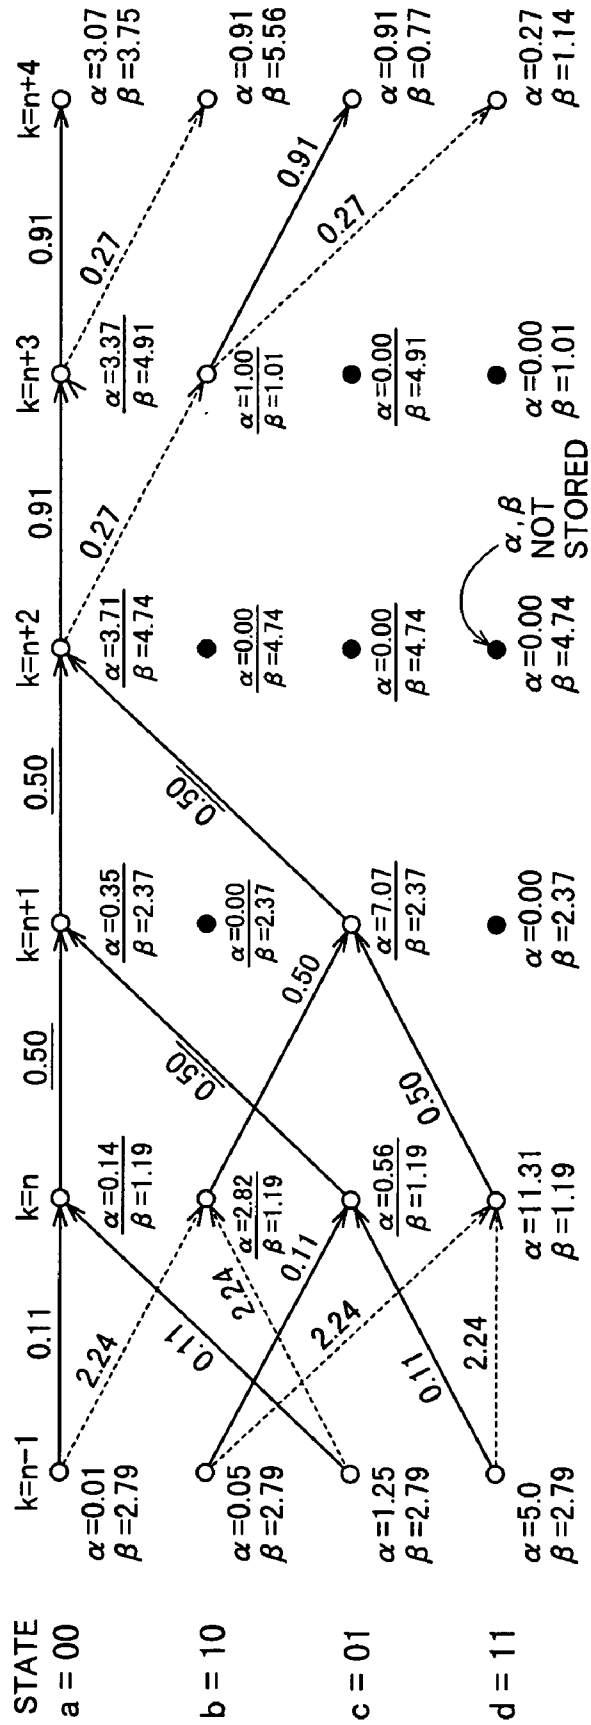 STATE
k=n−1
k=n
k=n+1
k=n+2
k=n+3
k=n+4
a = 00
0.11
0.50
0.50
0.91
0.91
α=0.01
β=2.79
α=0.14
β=1.19
α=0.35
β=2.37
α=3.71
β=4.74
α=3.37
β=4.91
α=3.07
β=3.75
2.24
0.11
0.50
0.50
0.27
0.27
b = 10
α=0.05
β=2.79
α=2.82
β=1.19
α=0.00
β=2.37
α=0.00
β=4.74
α=1.00
β=1.01
α=0.91
β=5.56
2.24
0.11
0.50
0.91
c = 01
α=1.25
β=2.79
α=0.56
β=1.19
α=7.07
β=2.37
α=0.00
β=4.74
α=0.00
β=4.91
α=0.91
β=0.77
2.24
0.11
0.50
0.27
2.24
d = 11
α=5.0
β=2.79
α=11.31
β=1.19
α=0.00
β=2.37
α=0.00
β=4.74
α=0.00
β=1.01
α=0.27
β=1.14
α,β
NOT
STORED